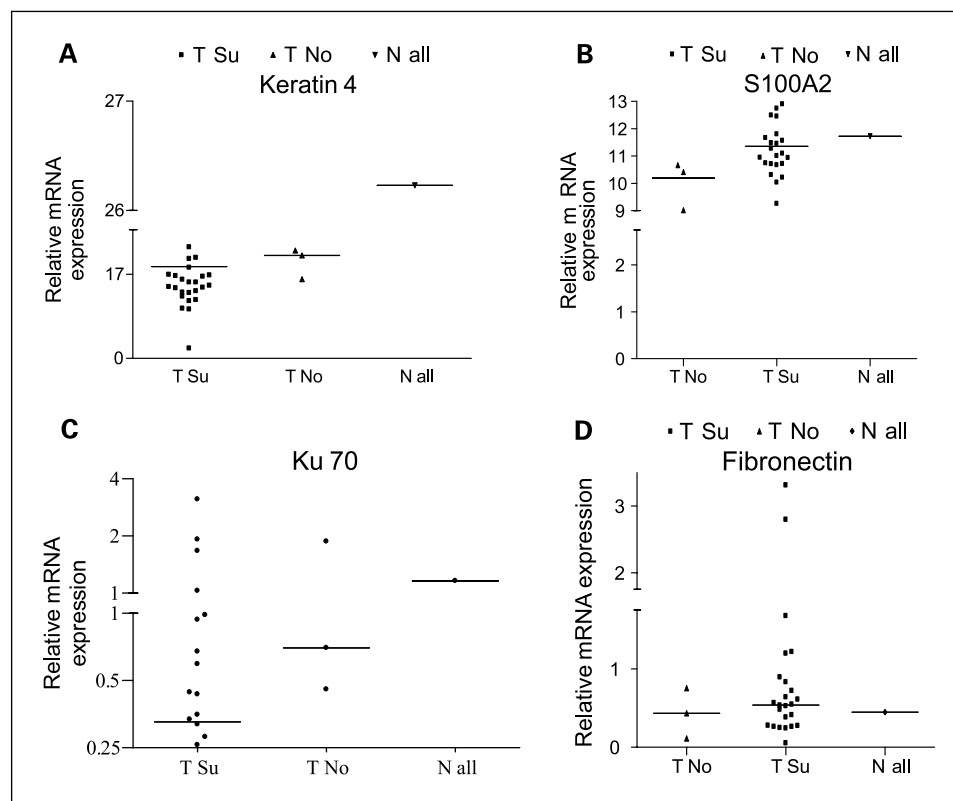 A
■ T Su ▲ T No ▼ N all
Keratin 4
Relative mRNA
expression
27
26
17
0
T Su T No N all
B
■ T Su ▲ T No ▼ N all
S100A2
Relative m RNA
expression
13
12
11
10
9
2
1
0
T No T Su N all
C
Ku 70
Relative mRNA
expression
4
2
1
1
0.5
0.25
T Su T No N all
D
■ T Su ▲ T No ♦ N all
Fibronectin
Relative mRNA expression
3
2
1
0
T No T Su N all